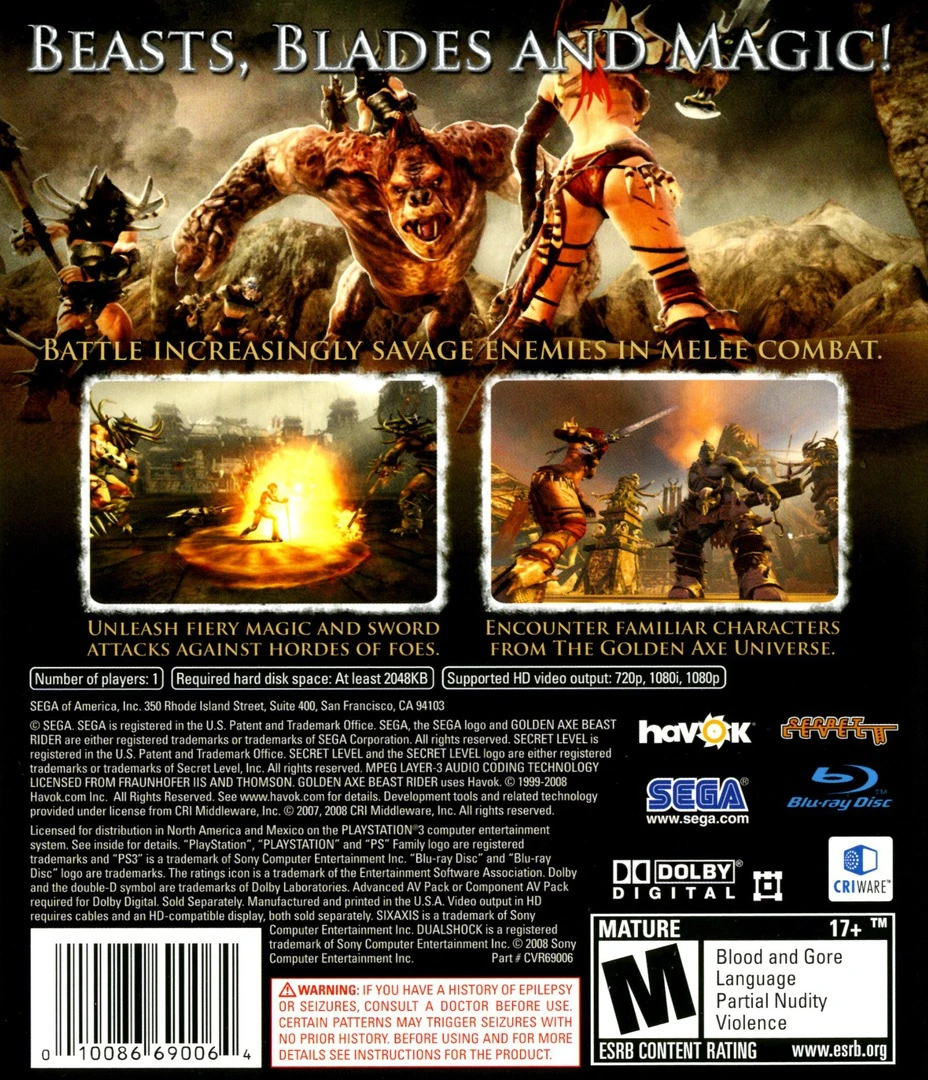 BEASTS, BLADES AND MAGIC!
BATTLE INCREASINGLY SAVAGE ENEMIES IN MELEE COMBAT.
UNLEASH FIERY MAGIC AND SWORD
ATTACKS AGAINST HORDES OF FOES.
ENCOUNTER FAMILIAR CHARACTERS
FROM THE GOLDEN AXE UNIVERSE.
Number of players: 1
Required hard disk space: At least 2048KB
Supported HD video output: 720p, 1080i, 1080p
SEGA of America, Inc. 350 Rhode Island Street, Suite 400, San Francisco, CA 94103
© SEGA. SEGA is registered in the U.S. Patent and Trademark Office. SEGA, the SEGA logo and GOLDEN AXE BEAST
RIDER are either registered trademarks or trademarks of SEGA Corporation. All rights reserved. SECRET LEVEL is
registered in the U.S. Patent and Trademark Office. SECRET LEVEL and the SECRET LEVEL logo are either registered
trademarks or trademarks of Secret Level, Inc. All rights reserved. MPEG LAYER-3 AUDIO CODING TECHNOLOGY
LICENSED FROM FRAUNHOFER IIS AND THOMSON. GOLDEN AXE BEAST RIDER uses Havok. © 1999-2008
Havok.com Inc. All Rights Reserved. See www.havok.com for details. Development tools and related technology
provided under license from CRI Middleware, Inc. © 2007, 2008 CRI Middleware, Inc. All rights reserved.
Licensed for distribution in North America and Mexico on the PLAYSTATION®3 computer entertainment
system. See inside for details. "PlayStation", "PLAYSTATION" and "PS" Family logo are registered
trademarks and "PS3" is a trademark of Sony Computer Entertainment Inc. "Blu-ray Disc" and "Blu-ray
Disc" logo are trademarks. The ratings icon is a trademark of the Entertainment Software Association. Dolby
and the double-D symbol are trademarks of Dolby Laboratories. Advanced AV Pack or Component AV Pack
required for Dolby Digital. Sold Separately. Manufactured and printed in the U.S.A. Video output in HD
requires cables and an HD-compatible display, both sold separately. SIXAXIS is a trademark of Sony
Computer Entertainment Inc. DUALSHOCK is a registered
trademark of Sony Computer Entertainment Inc. © 2008 Sony
Computer Entertainment Inc. Part # CVR69006
havok
SECRET
SEGA®
www.sega.com
Blu-ray Disc™
DOLBY®
DIGITAL
CRIWARE™
0 10086 69006 4
WARNING: IF YOU HAVE A HISTORY OF EPILEPSY
OR SEIZURES, CONSULT A DOCTOR BEFORE USE.
CERTAIN PATTERNS MAY TRIGGER SEIZURES WITH
NO PRIOR HISTORY. BEFORE USING AND FOR MORE
DETAILS SEE INSTRUCTIONS FOR THE PRODUCT.
MATURE 17+ ™
M
Blood and Gore
Language
Partial Nudity
Violence
ESRB CONTENT RATING www.esrb.org